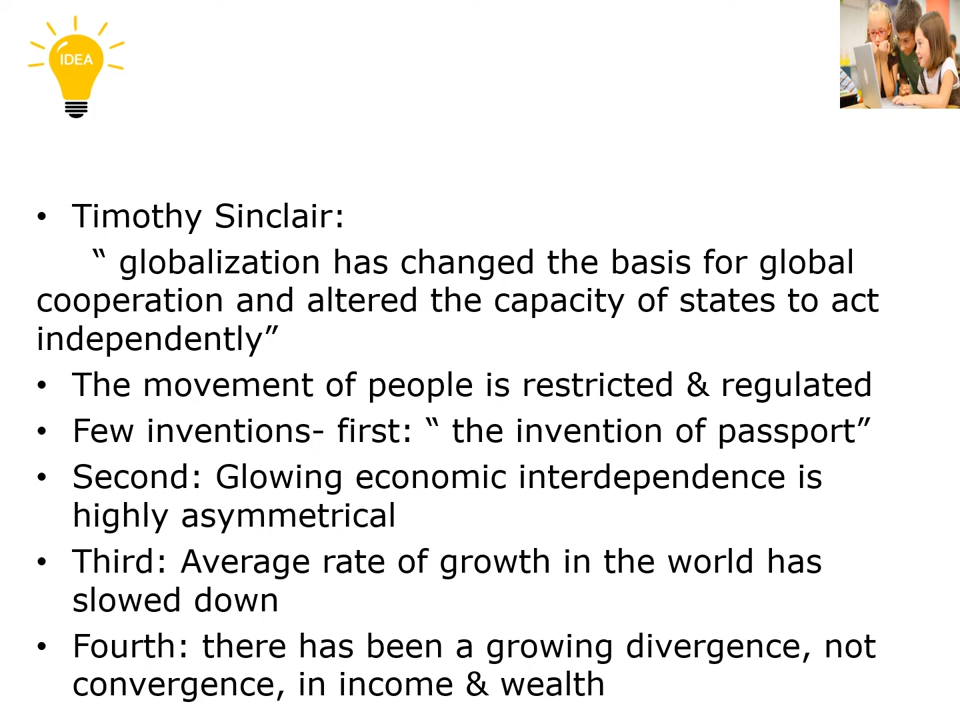 IDEA
• Timothy Sinclair:
“ globalization has changed the basis for global
cooperation and altered the capacity of states to act
independently”
• The movement of people is restricted & regulated
• Few inventions- first: “ the invention of passport”
• Second: Glowing economic interdependence is
highly asymmetrical
• Third: Average rate of growth in the world has
slowed down
• Fourth: there has been a growing divergence, not
convergence, in income & wealth